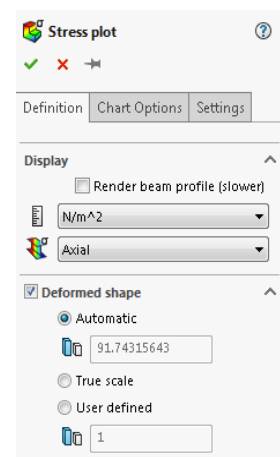 Stress plot
Definition Chart Options Settings
Display
Render beam profile (slower)
N/m^2
Axial
Deformed shape
Automatic
91.74315643
True scale
User defined
1